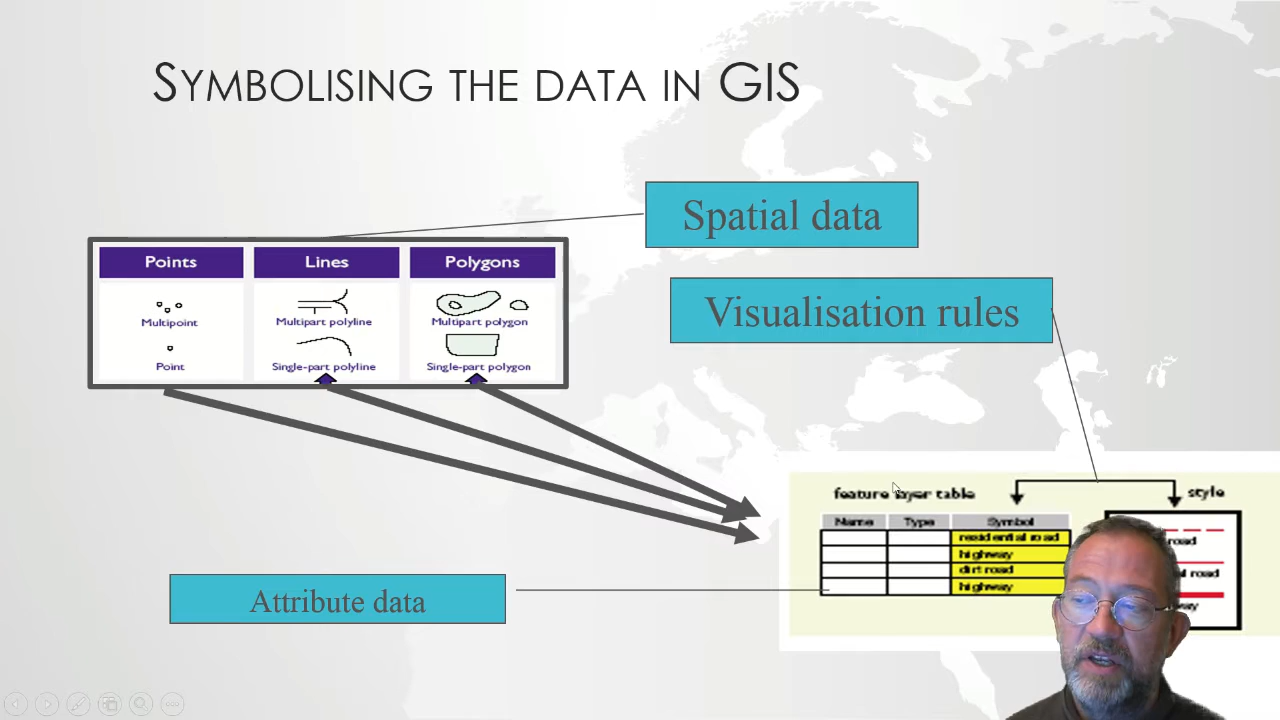 SYMBOLISING THE DATA IN GIS
Spatial data
Visualisation rules
Points Lines Polygons
Multipoint Multipart polyline Multipart polygon
Point Single-part polyline Single-part polygon
feature layer table style
Name Type Symbol
residential road
highway
dirt road
highway
road
road
Attribute data